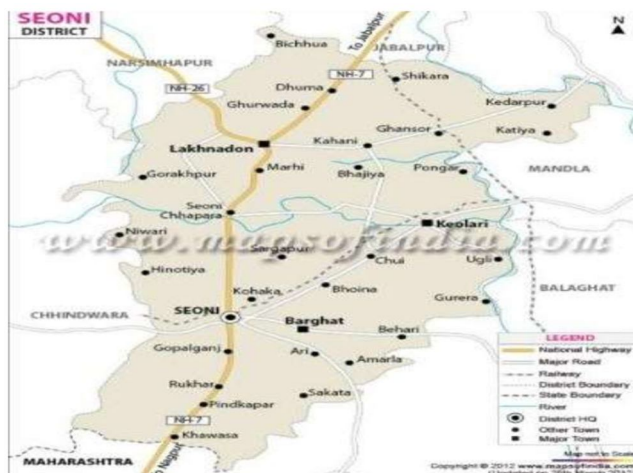 SEONI
DISTRICT
N
Bichhua
To Jabalpur
JABALPUR
NARSIMHAPUR
NH-26
NH-7
Shikara
Dhuma
Ghurwada
Kedarpur
Ghansor
Katiya
Lakhnadon
Kahani
MANDLA
Marhi
Bhajiya
Pongar
Gorakhpur
Seoni
Chhapara
Keolari
Niwari
www.mapsofindia.com
Sargapur
Chui
Ugli
Hinotiya
Bhoina
BALAGHAT
Kohaka
Gurera
CHHINDWARA
SEONI
Barghat
Behari
Gopalganj
Ari
Amarla
Rukhar
Sakata
Pindkapar
NH-7
Khawasa
MAHARASHTRA
To Nagpur
LEGEND
National Highway
Major Road
Railway
District Boundary
State Boundary
River
District HQ
Other Town
Major Town
Map not to Scale
Copyright © 2012 www.mapsofindia.com